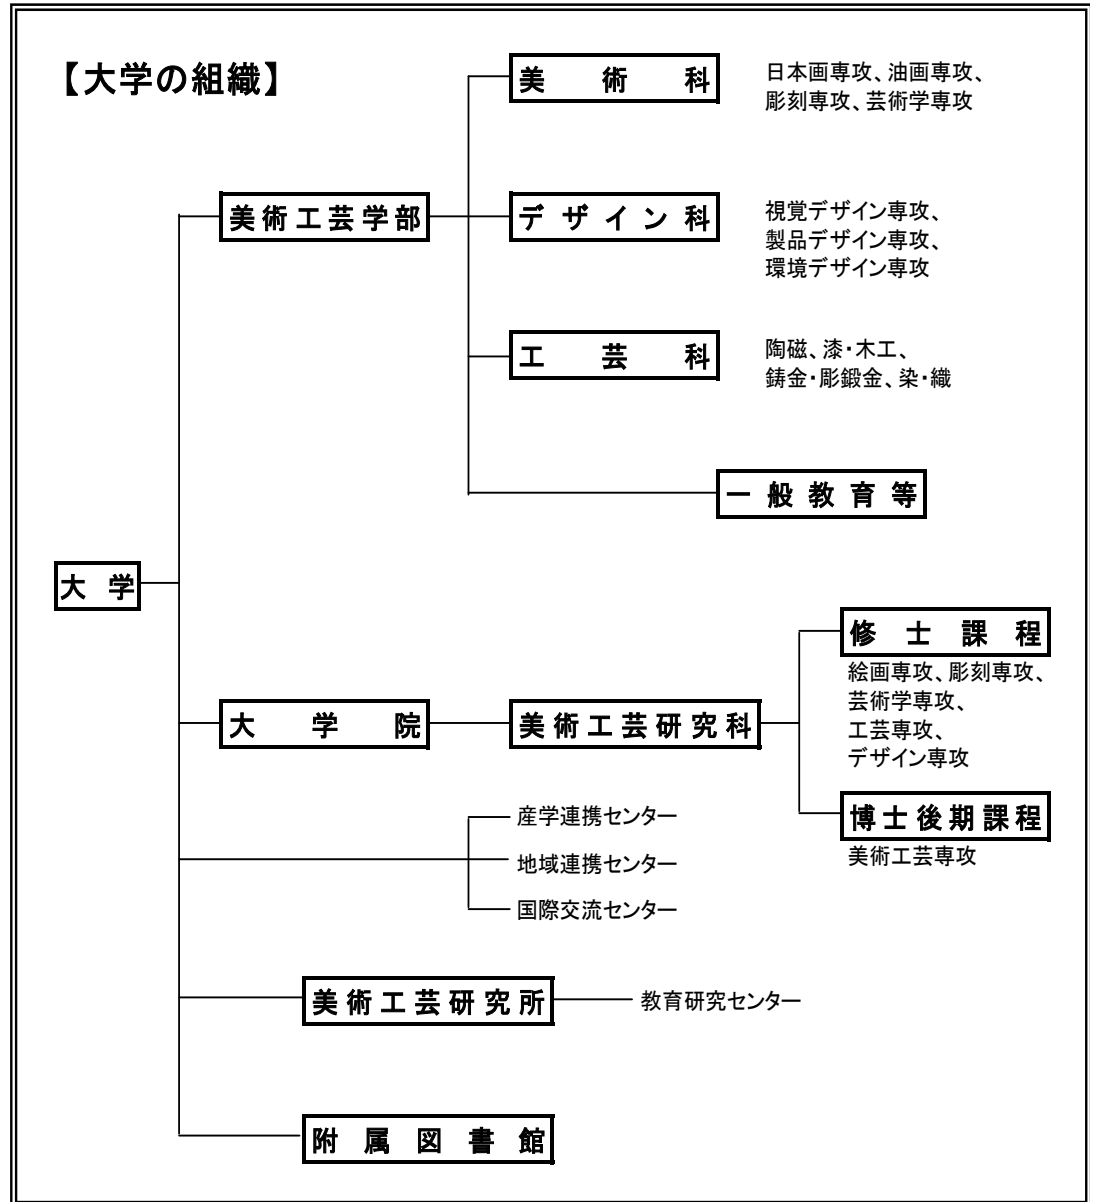 【大学の組織】
美術科
日本画専攻、油画専攻、
彫刻専攻、芸術学専攻
美術工芸学部
デザイン科
視覚デザイン専攻、
製品デザイン専攻、
環境デザイン専攻
工芸科
陶磁、漆・木工、
鋳金・彫鍛金、染・織
一般教育等
大学
大学院
美術工芸研究科
修士課程
絵画専攻、彫刻専攻、
芸術学専攻、
工芸専攻、
デザイン専攻
博士後期課程
美術工芸専攻
産学連携センター
地域連携センター
国際交流センター
美術工芸研究所
教育研究センター
附属図書館